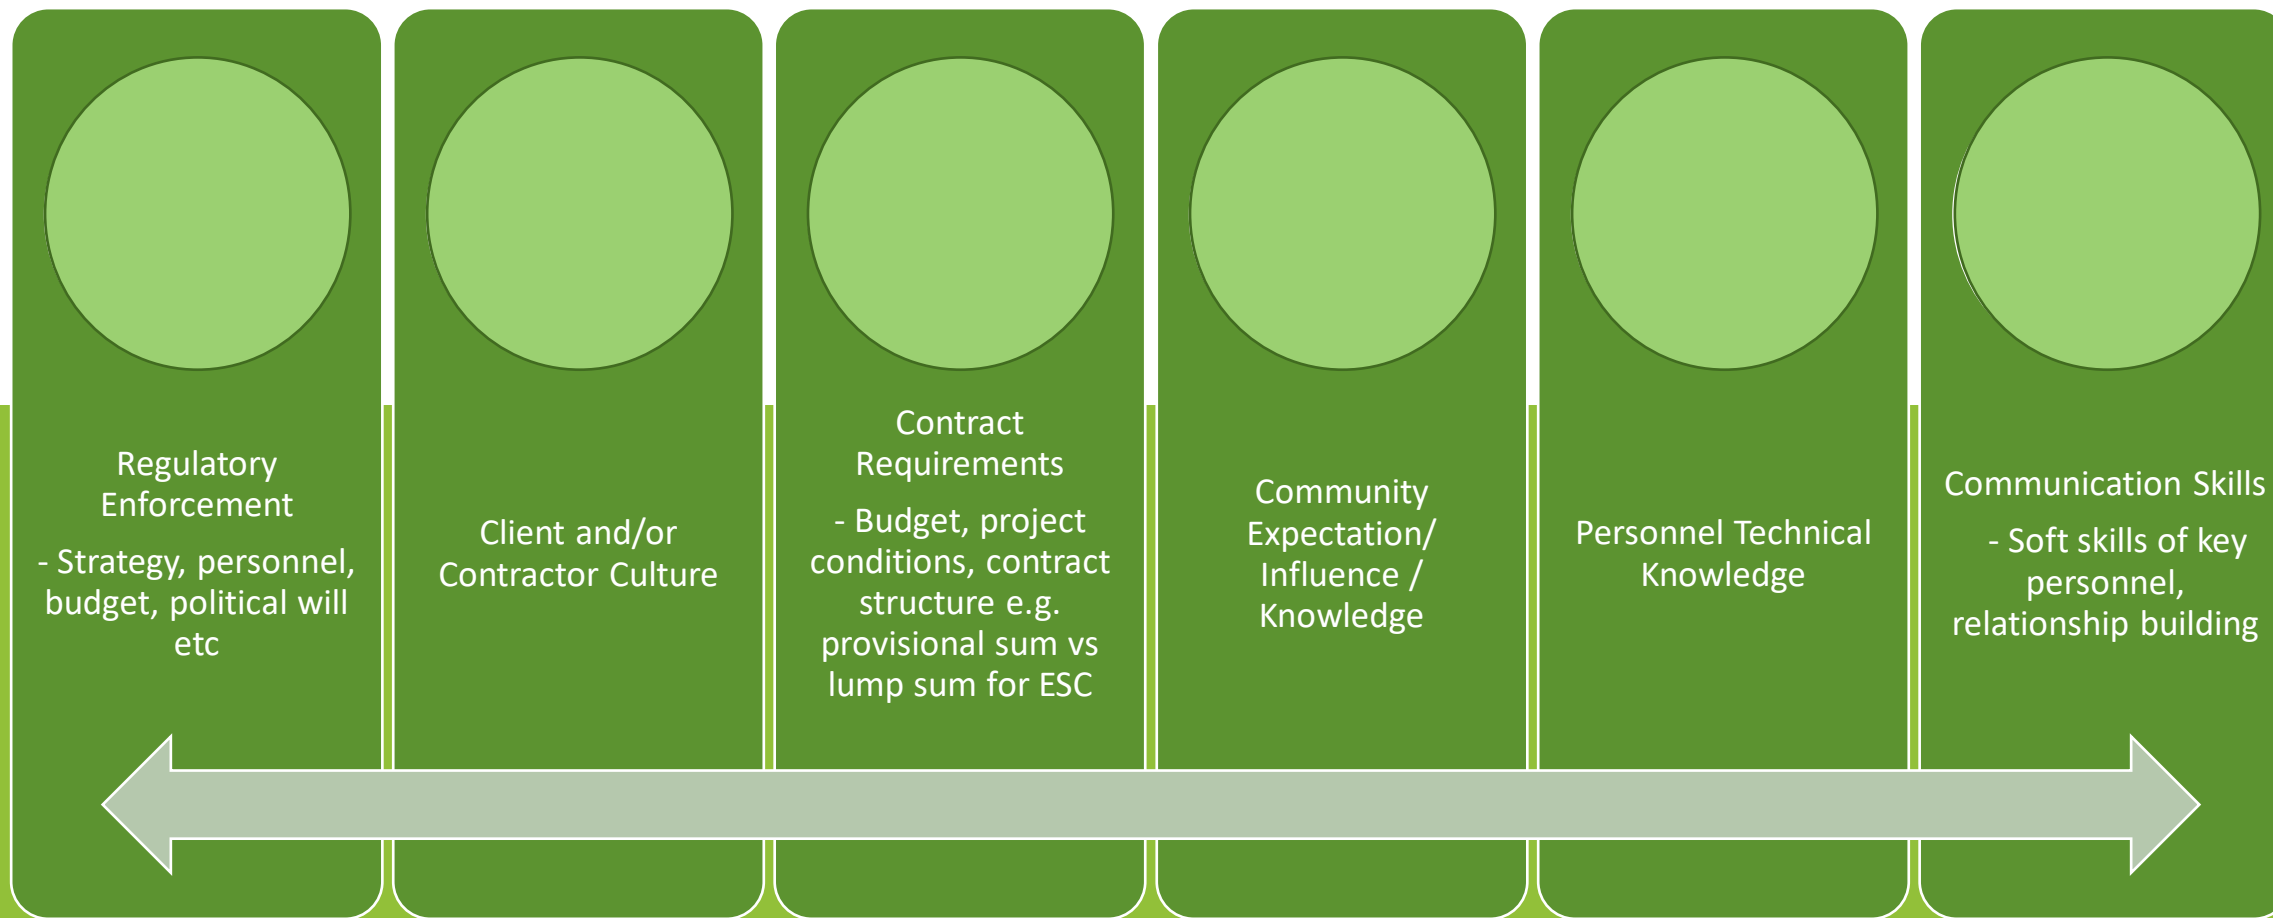 Regulatory
Enforcement
- Strategy, personnel,
budget, political will
etc
Client and/or
Contractor Culture
Contract
Requirements
- Budget, project
conditions, contract
structure e.g.
provisional sum vs
lump sum for ESC
Community
Expectation/
Influence /
Knowledge
Personnel Technical
Knowledge
Communication Skills
- Soft skills of key
personnel,
relationship building